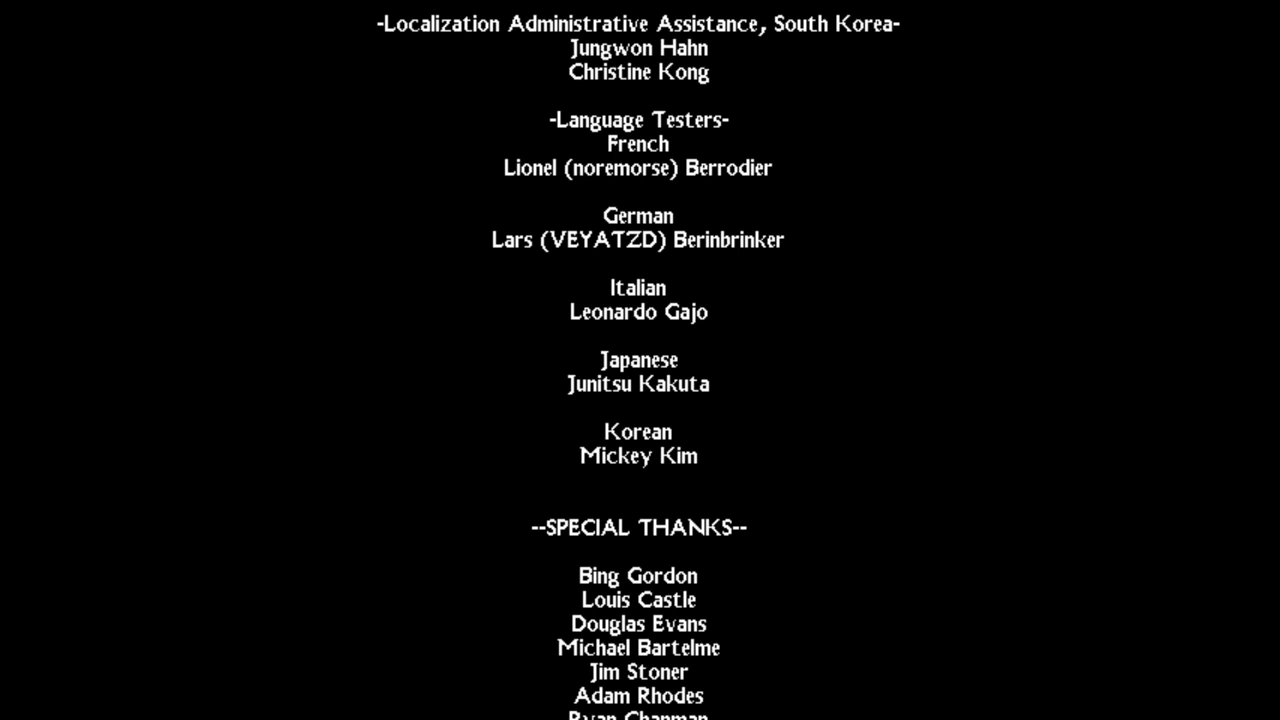 -Localization Administrative Assistance, South Korea-
Jungwon Hahn
Christine Kong
-Language Testers-
French
Lionel (noremorse) Berrodier
German
Lars (VEYATZD) Berinbrinker
Italian
Leonardo Gajo
Japanese
Junitsu Kakuta
Korean
Mickey Kim
--SPECIAL THANKS--
Bing Gordon
Louis Castle
Douglas Evans
Michael Bartelme
Jim Stoner
Adam Rhodes
Ryan Chapman